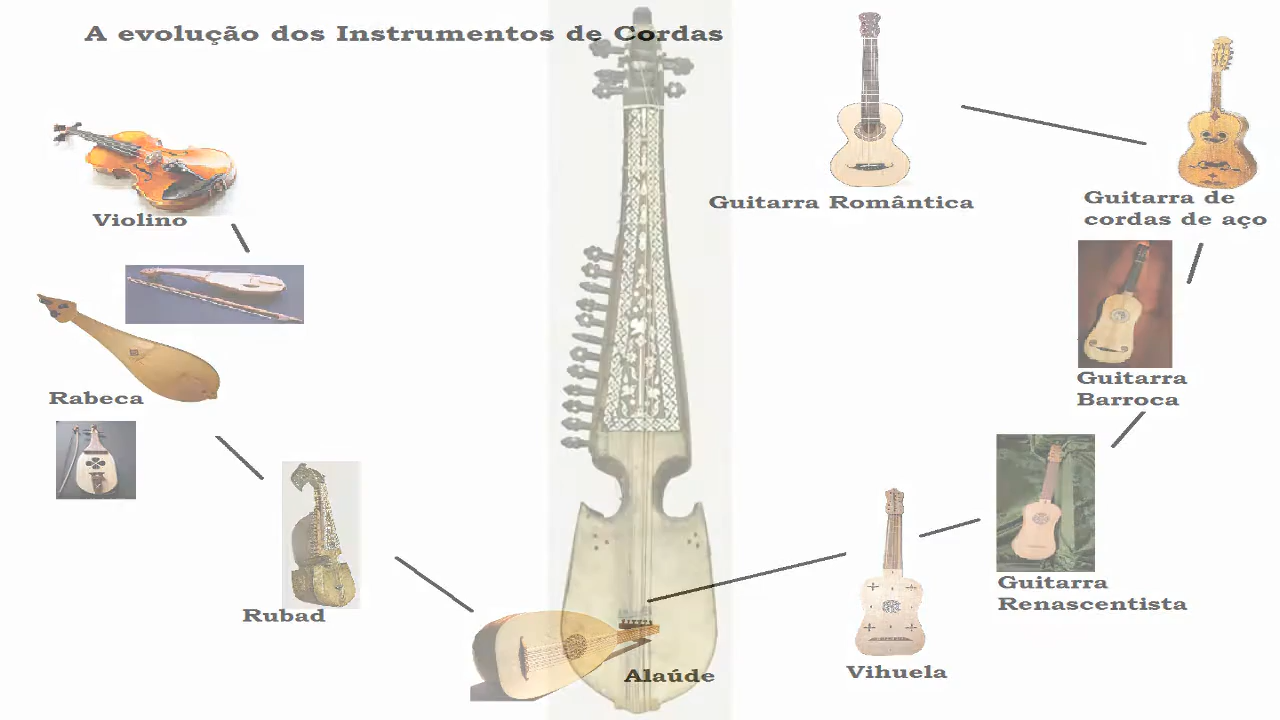 A evolução dos Instrumentos de Cordas
Violino
Rabeca
Rubad
Alaúde
Vihuela
Guitarra
Renascentista
Guitarra
Barroca
Guitarra de
cordas de aço
Guitarra Romântica